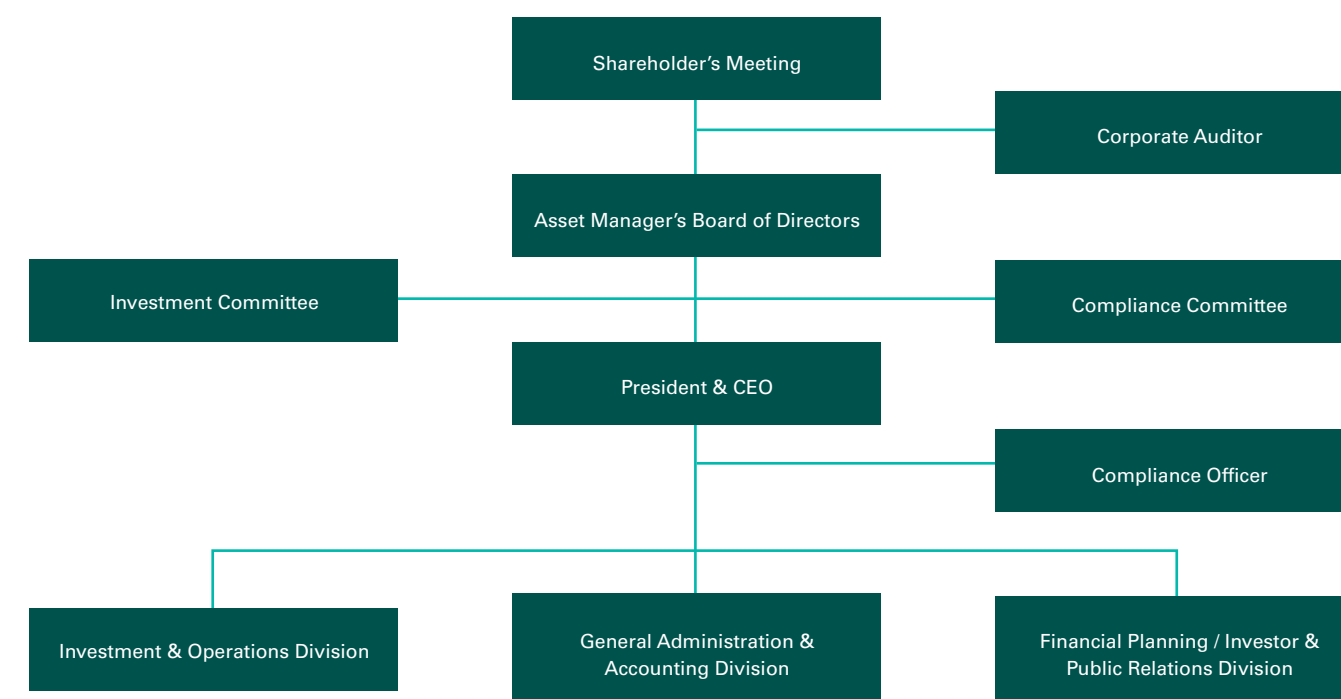 Shareholder’s Meeting
Corporate Auditor
Asset Manager’s Board of Directors
Investment Committee
Compliance Committee
President & CEO
Compliance Officer
Investment & Operations Division
General Administration &
Accounting Division
Financial Planning / Investor &
Public Relations Division